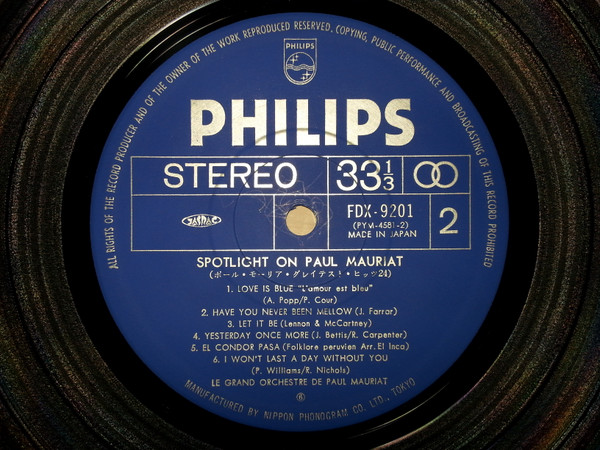 ALL RIGHTS OF THE RECORD PRODUCER AND OF THE OWNER OF THE WORK REPRODUCED RESERVED. COPYING, PUBLIC PERFORMANCE AND BROADCASTING OF THIS RECORD PROHIBITED
PHILIPS
PHILIPS
STEREO 33 1/3
JASRAC FDX-9201 2
(PYM-4581-2)
MADE IN JAPAN
SPOTLIGHT ON PAUL MAURIAT
(ポール・モーリア・グレイテスト・ヒッツ24)
1. LOVE IS BLUE "L'amour est bleu"
(A. Popp/P. Cour)
2. HAVE YOU NEVER BEEN MELLOW (J. Farrar)
3. LET IT BE (Lennon & McCartney)
4. YESTERDAY ONCE MORE (J. Bettis/R. Carpenter)
5. EL CONDOR PASA (Folklore peruvien Arr. El Inca)
6. I WON'T LAST A DAY WITHOUT YOU
(P. Williams/R. Nichols)
LE GRAND ORCHESTRE DE PAUL MAURIAT
MANUFACTURED BY NIPPON PHONOGRAM CO. LTD., TOKYO